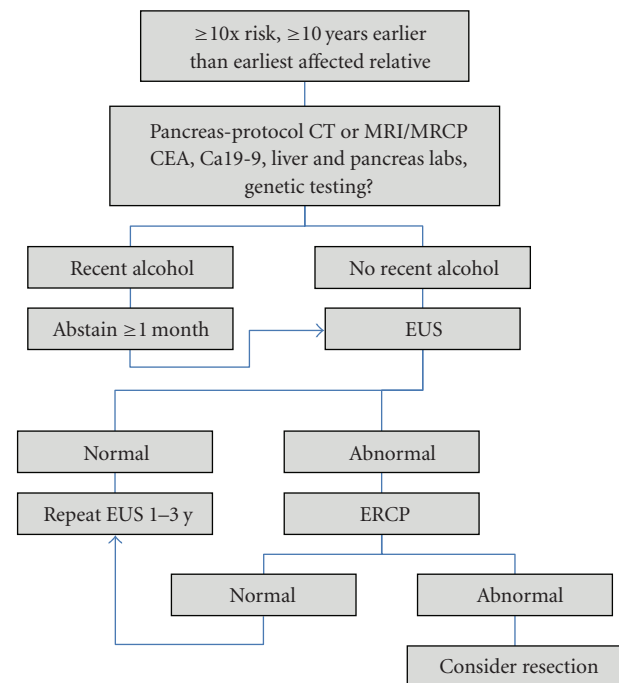 ≥10x risk, ≥10 years earlier
than earliest affected relative
Pancreas-protocol CT or MRI/MRCP
CEA, Ca19-9, liver and pancreas labs,
genetic testing?
Recent alcohol
No recent alcohol
Abstain ≥1 month
EUS
Normal
Abnormal
Repeat EUS 1–3 y
ERCP
Normal
Abnormal
Consider resection